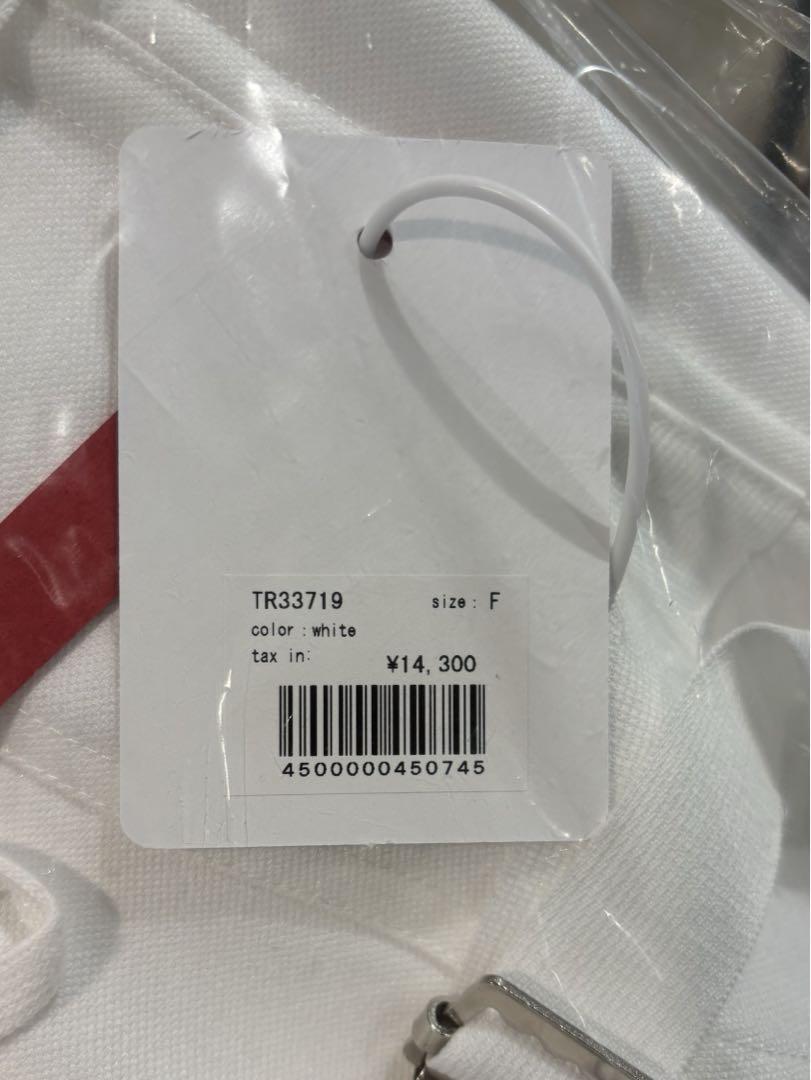 TR33719 size: F
color:white
tax in: ¥14,300
4500000450745